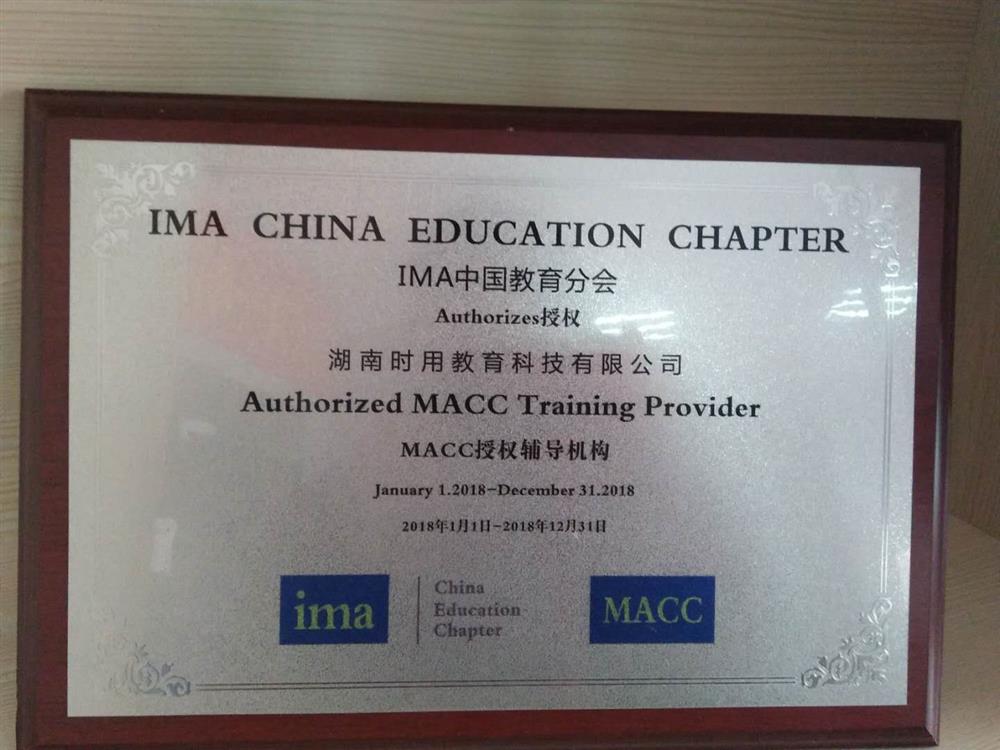 IMA CHINA EDUCATION CHAPTER
IMA中国教育分会
Authorizes授权
湖南时用教育科技有限公司
Authorized MACC Training Provider
MACC授权辅导机构
January 1.2018-December 31.2018
2018年1月1日-2018年12月31日
ima
China
Education
Chapter
MACC